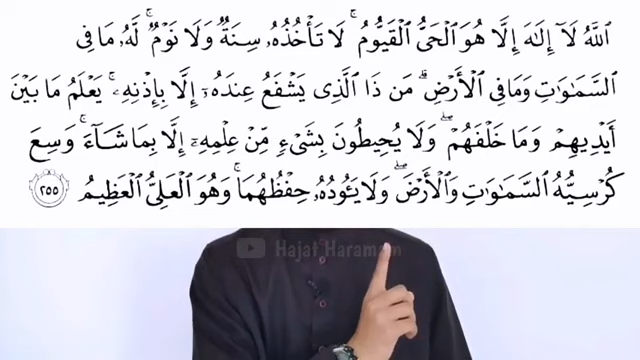 ٱللَّهُ لَآ إِلَـٰهَ إِلَّا هُوَ ٱلْحَىُّ ٱلْقَيُّومُ ۚ لَا تَأْخُذُهُۥ سِنَةٌ وَلَا نَوْمٌ ۚ لَّهُۥ مَا فِى
ٱلسَّمَـٰوَٰتِ وَمَا فِى ٱلْأَرْضِ ۗ مَن ذَا ٱلَّذِى يَشْفَعُ عِندَهُۥٓ إِلَّا بِإِذْنِهِۦ ۚ يَعْلَمُ مَا بَيْنَ
أَيْدِيهِمْ وَمَا خَلْفَهُمْ ۖ وَلَا يُحِيطُونَ بِشَىْءٍ مِّنْ عِلْمِهِۦٓ إِلَّا بِمَا شَآءَ ۚ وَسِعَ
كُرْسِيُّهُ ٱلسَّمَـٰوَٰتِ وَٱلْأَرْضَ ۖ وَلَا يَـُٔودُهُۥ حِفْظُهُمَا ۚ وَهُوَ ٱلْعَلِىُّ ٱلْعَظِيمُ ٢٥٥
Hajat Haramain